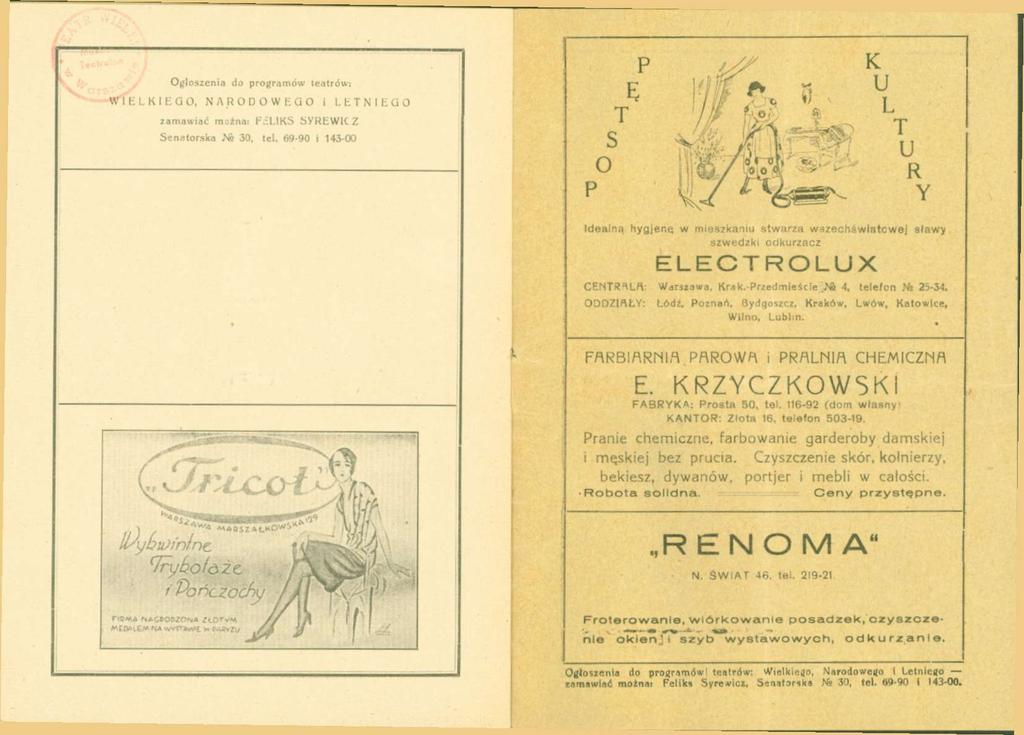 TEATR WIELKI
w Warszawie
Ogłoszenia do programów teatrów:
WIELKIEGO, NARODOWEGO i LETNIEGO
zamawiać można: FELIKS SYREWICZ
Senatorska № 30, tel. 69-90 i 143-00
„Tricot”
WARSZAWA MARSZAŁKOWSKA 129
Wykwintne
Trykotaże
i Pończochy
FIRMA NAGRODZONA ZŁOTYM
MEDALEM NA WYSTAWIE W PARYŻU
POSTĘP
KULTURY
Idealną hygjenę w mieszkaniu stwarza wszechświatowej sławy
szwedzki odkurzacz
ELECTROLUX
CENTRALA: Warszawa, Krak.-Przedmieście № 4, telefon № 25-34.
ODDZIAŁY: Łódź, Poznań, Bydgoszcz, Kraków, Lwów, Katowice,
Wilno, Lublin.
FARBIARNIA PAROWA i PRALNIA CHEMICZNA
E. KRZYCZKOWSKI
FABRYKA: Prosta 50, tel. 116-92 (dom własny)
KANTOR: Złota 16, telefon 503-19.
Pranie chemiczne, farbowanie garderoby damskiej
i męskiej bez prucia. Czyszczenie skór, kołnierzy,
bekiesz, dywanów, portjer i mebli w całości.
Robota solidna. Ceny przystępne.
„RENOMA“
N. ŚWIAT 46, tel. 219-21
Froterowanie, wiórkowanie posadzek, czyszcze-
nie okien i szyb wystawowych, odkurzanie.
Ogłoszenia do programów teatrów: Wielkiego, Narodowego i Letniego —
zamawiać można: Feliks Syrewicz, Senatorska № 30, tel. 69-90 i 143-00.